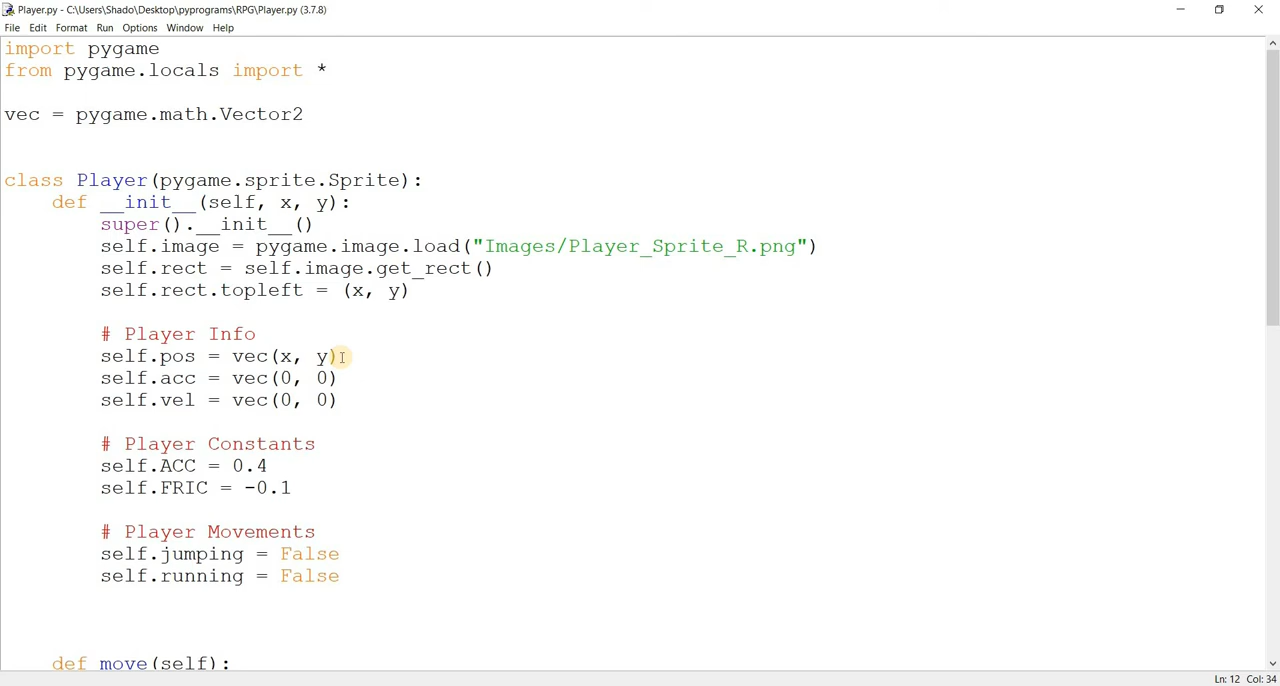 Player.py - C:\Users\Shado\Desktop\pyprograms\RPG\Player.py (3.7.8)
File Edit Format Run Options Window Help
import pygame
from pygame.locals import *
vec = pygame.math.Vector2
class Player(pygame.sprite.Sprite):
    def __init__(self, x, y):
        super().__init__()
        self.image = pygame.image.load("Images/Player_Sprite_R.png")
        self.rect = self.image.get_rect()
        self.rect.topleft = (x, y)
        # Player Info
        self.pos = vec(x, y)
        self.acc = vec(0, 0)
        self.vel = vec(0, 0)
        # Player Constants
        self.ACC = 0.4
        self.FRIC = -0.1
        # Player Movements
        self.jumping = False
        self.running = False
    def move(self):
Ln: 12 Col: 34